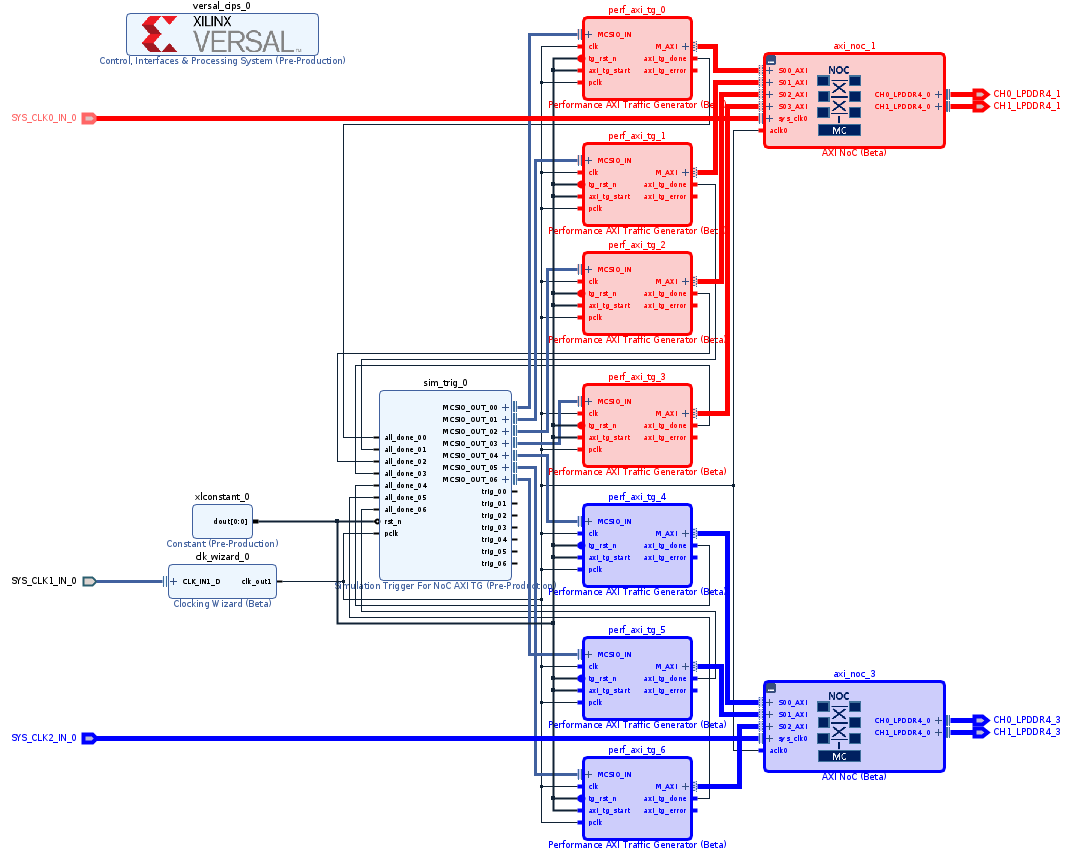 versal_cips_0
XILINX
VERSAL™
Control, Interfaces & Processing System (Pre-Production)
SYS_CLK0_IN_0
perf_axi_tg_0
MCSIO_IN
clk
tg_rst_n
axi_tg_start
pclk
M_AXI
axi_tg_done
axi_tg_error
Performance AXI Traffic Generator (Beta)
axi_noc_1
NOC
S00_AXI
S01_AXI
S02_AXI
S03_AXI
sys_clk0
aclk0
CH0_LPDDR4_0
CH1_LPDDR4_0
MC
AXI NoC (Beta)
CH0_LPDDR4_1
CH1_LPDDR4_1
perf_axi_tg_1
MCSIO_IN
clk
tg_rst_n
axi_tg_start
pclk
M_AXI
axi_tg_done
axi_tg_error
Performance AXI Traffic Generator (Beta)
perf_axi_tg_2
MCSIO_IN
clk
tg_rst_n
axi_tg_start
pclk
M_AXI
axi_tg_done
axi_tg_error
Performance AXI Traffic Generator (Beta)
perf_axi_tg_3
MCSIO_IN
clk
tg_rst_n
axi_tg_start
pclk
M_AXI
axi_tg_done
axi_tg_error
Performance AXI Traffic Generator (Beta)
sim_trig_0
all_done_00
all_done_01
all_done_02
all_done_03
all_done_04
all_done_05
all_done_06
rst_n
pclk
MCSIO_OUT_00
MCSIO_OUT_01
MCSIO_OUT_02
MCSIO_OUT_03
MCSIO_OUT_04
MCSIO_OUT_05
MCSIO_OUT_06
trig_00
trig_01
trig_02
trig_03
trig_04
trig_05
trig_06
Simulation Trigger For NoC AXI TG (Pre-Production)
xlconstant_0
dout[0:0]
Constant (Pre-Production)
SYS_CLK1_IN_0
clk_wizard_0
CLK_IN1_D
clk_out1
Clocking Wizard (Beta)
perf_axi_tg_4
MCSIO_IN
clk
tg_rst_n
axi_tg_start
pclk
M_AXI
axi_tg_done
axi_tg_error
Performance AXI Traffic Generator (Beta)
perf_axi_tg_5
MCSIO_IN
clk
tg_rst_n
axi_tg_start
pclk
M_AXI
axi_tg_done
axi_tg_error
Performance AXI Traffic Generator (Beta)
SYS_CLK2_IN_0
axi_noc_3
NOC
S00_AXI
S01_AXI
S02_AXI
sys_clk0
aclk0
CH0_LPDDR4_0
CH1_LPDDR4_0
MC
AXI NoC (Beta)
CH0_LPDDR4_3
CH1_LPDDR4_3
perf_axi_tg_6
MCSIO_IN
clk
tg_rst_n
axi_tg_start
pclk
M_AXI
axi_tg_done
axi_tg_error
Performance AXI Traffic Generator (Beta)